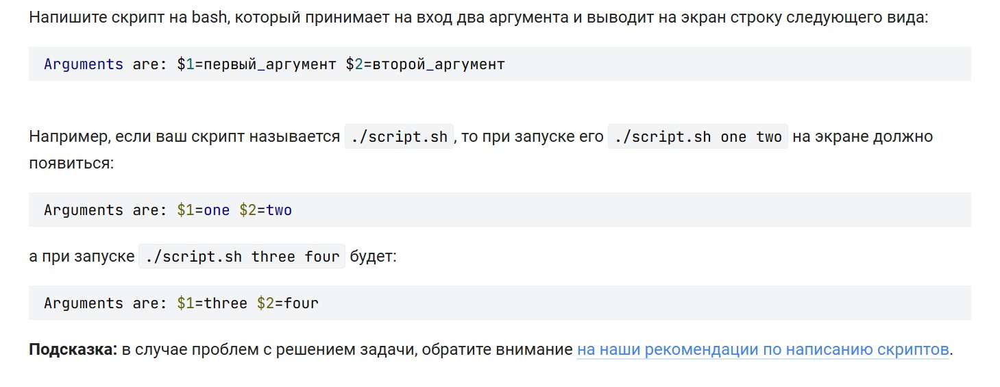 Напишите скрипт на bash, который принимает на вход два аргумента и выводит на экран строку следующего вида:
Arguments are: $1=первый_аргумент $2=второй_аргумент
Например, если ваш скрипт называется ./script.sh, то при запуске его ./script.sh one two на экране должно
появиться:
Arguments are: $1=one $2=two
а при запуске ./script.sh three four будет:
Arguments are: $1=three $2=four
Подсказка: в случае проблем с решением задачи, обратите внимание на наши рекомендации по написанию скриптов.